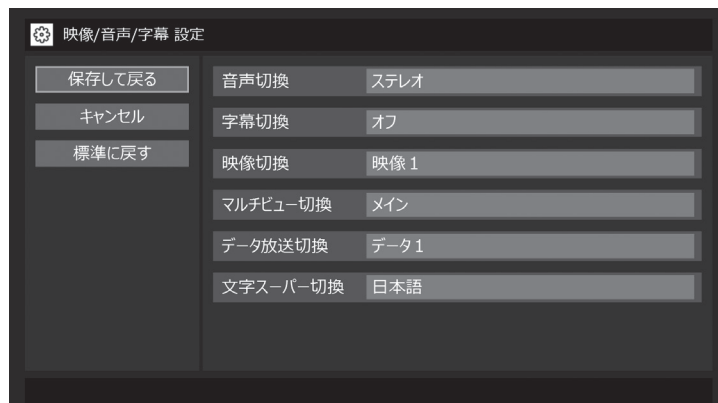 映像/音声/字幕 設定
保存して戻る
キャンセル
標準に戻す
音声切換 ステレオ
字幕切換 オフ
映像切換 映像1
マルチビュー切換 メイン
データ放送切換 データ1
文字スーパー切換 日本語